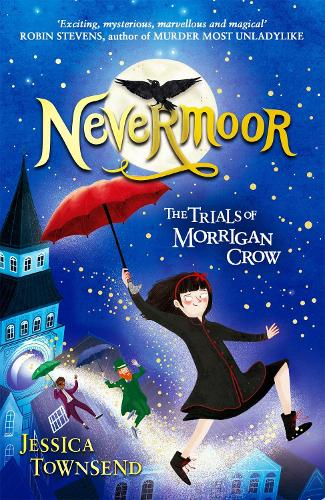 'Exciting, mysterious, marvellous and magical!'
ROBIN STEVENS, author of MURDER MOST UNLADYLIKE
NEVERMOOR
THE TRIALS OF
MORRIGAN
CROW
JESSICA
TOWNSEND